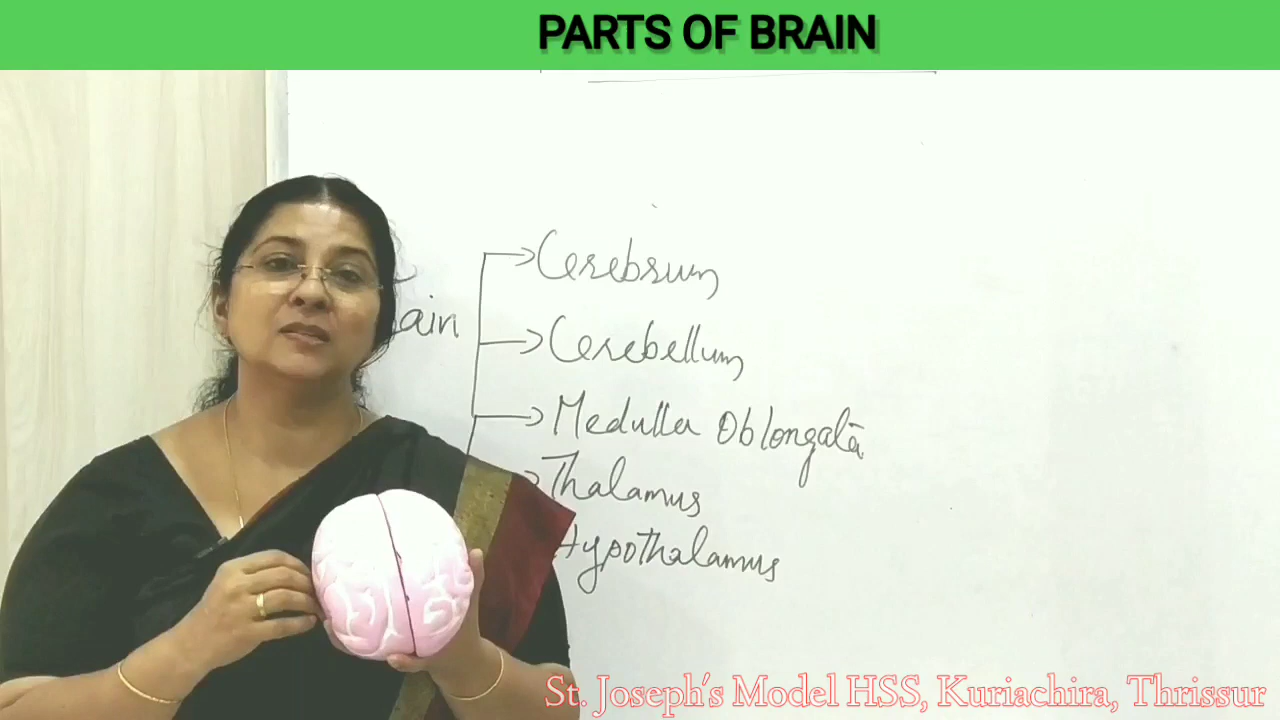 PARTS OF BRAIN
ain
Cerebrum
Cerebellum
Medulla Oblongata
Thalamus
Hypothalamus
St. Joseph's Model HSS, Kuriachira, Thrissur